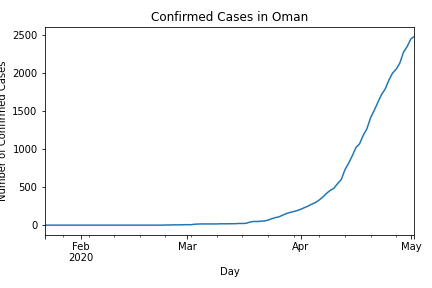 Confirmed Cases in Oman
2500
2000
1500
1000
500
0
Number of Confirmed Cases
Feb
2020
Mar
Apr
May
Day